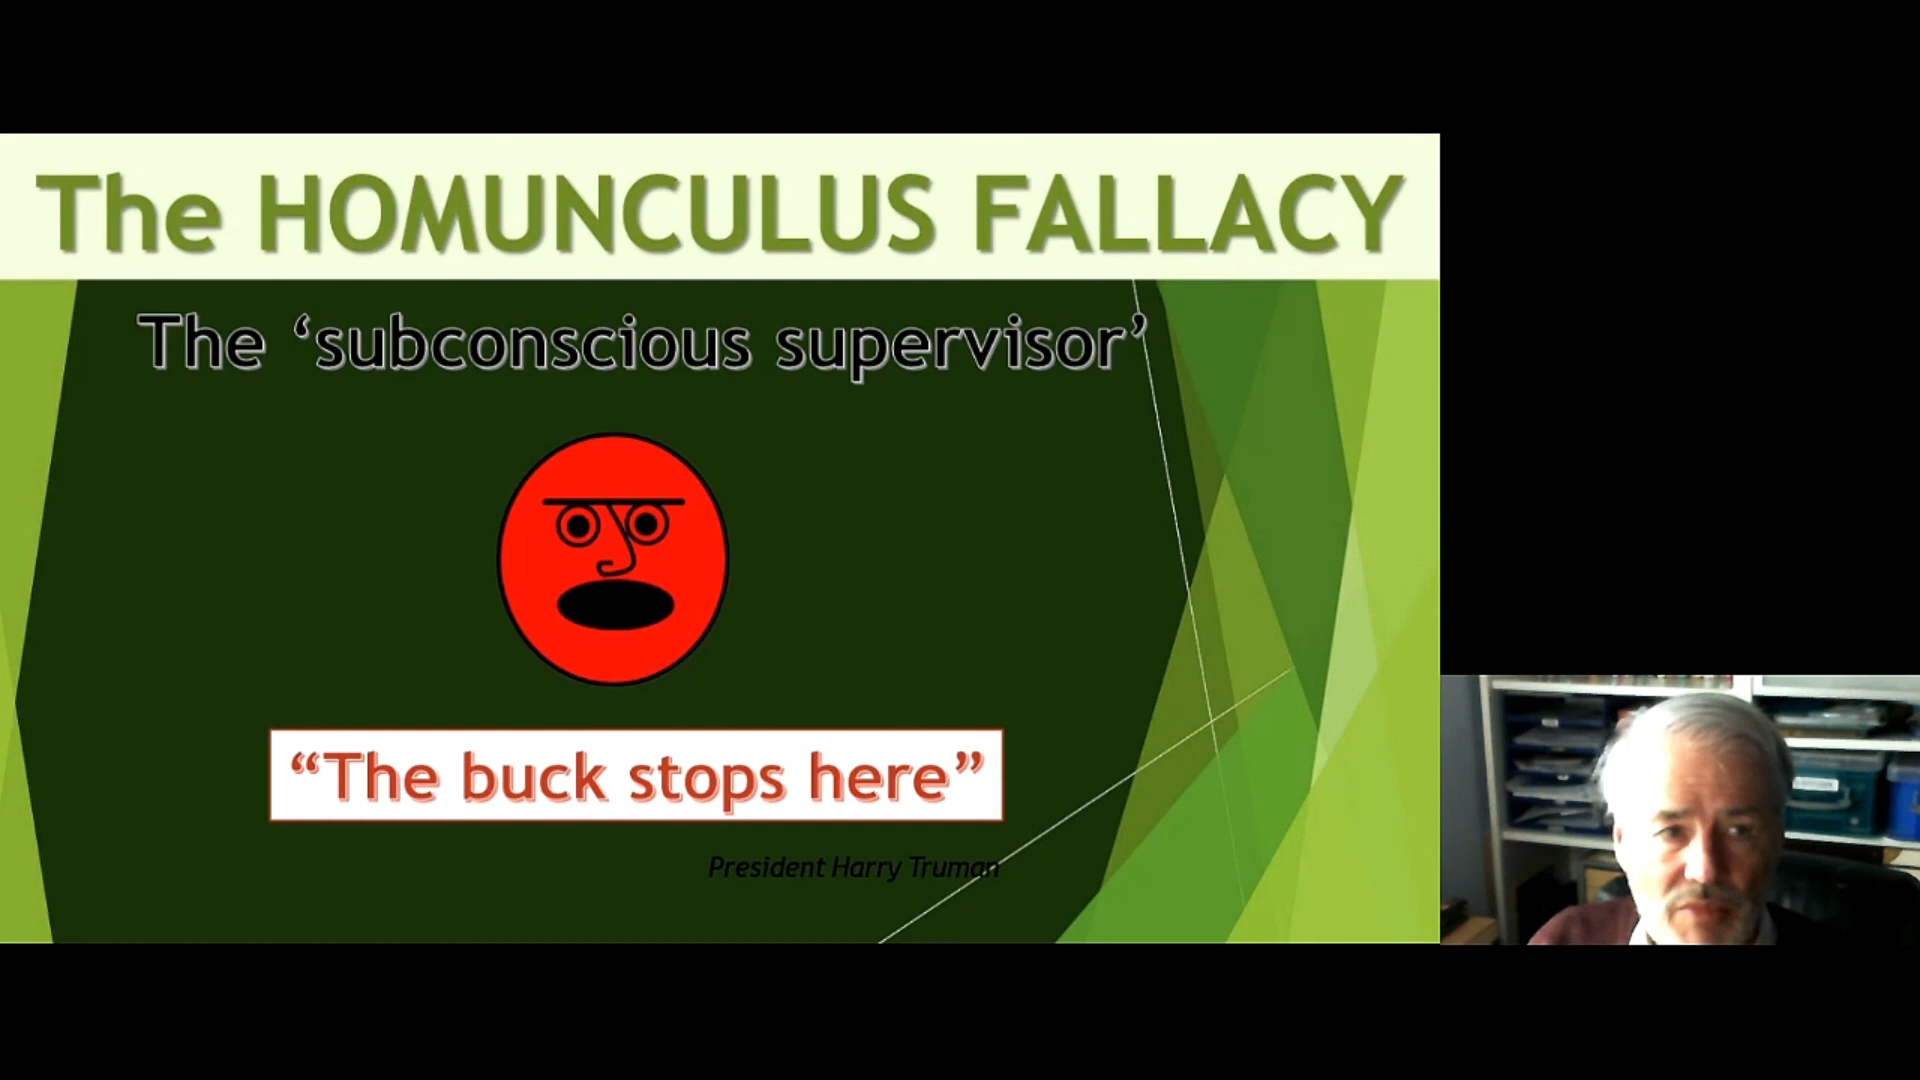 The HOMUNCULUS FALLACY
The ‘subconscious supervisor’
“The buck stops here”
President Harry Truman